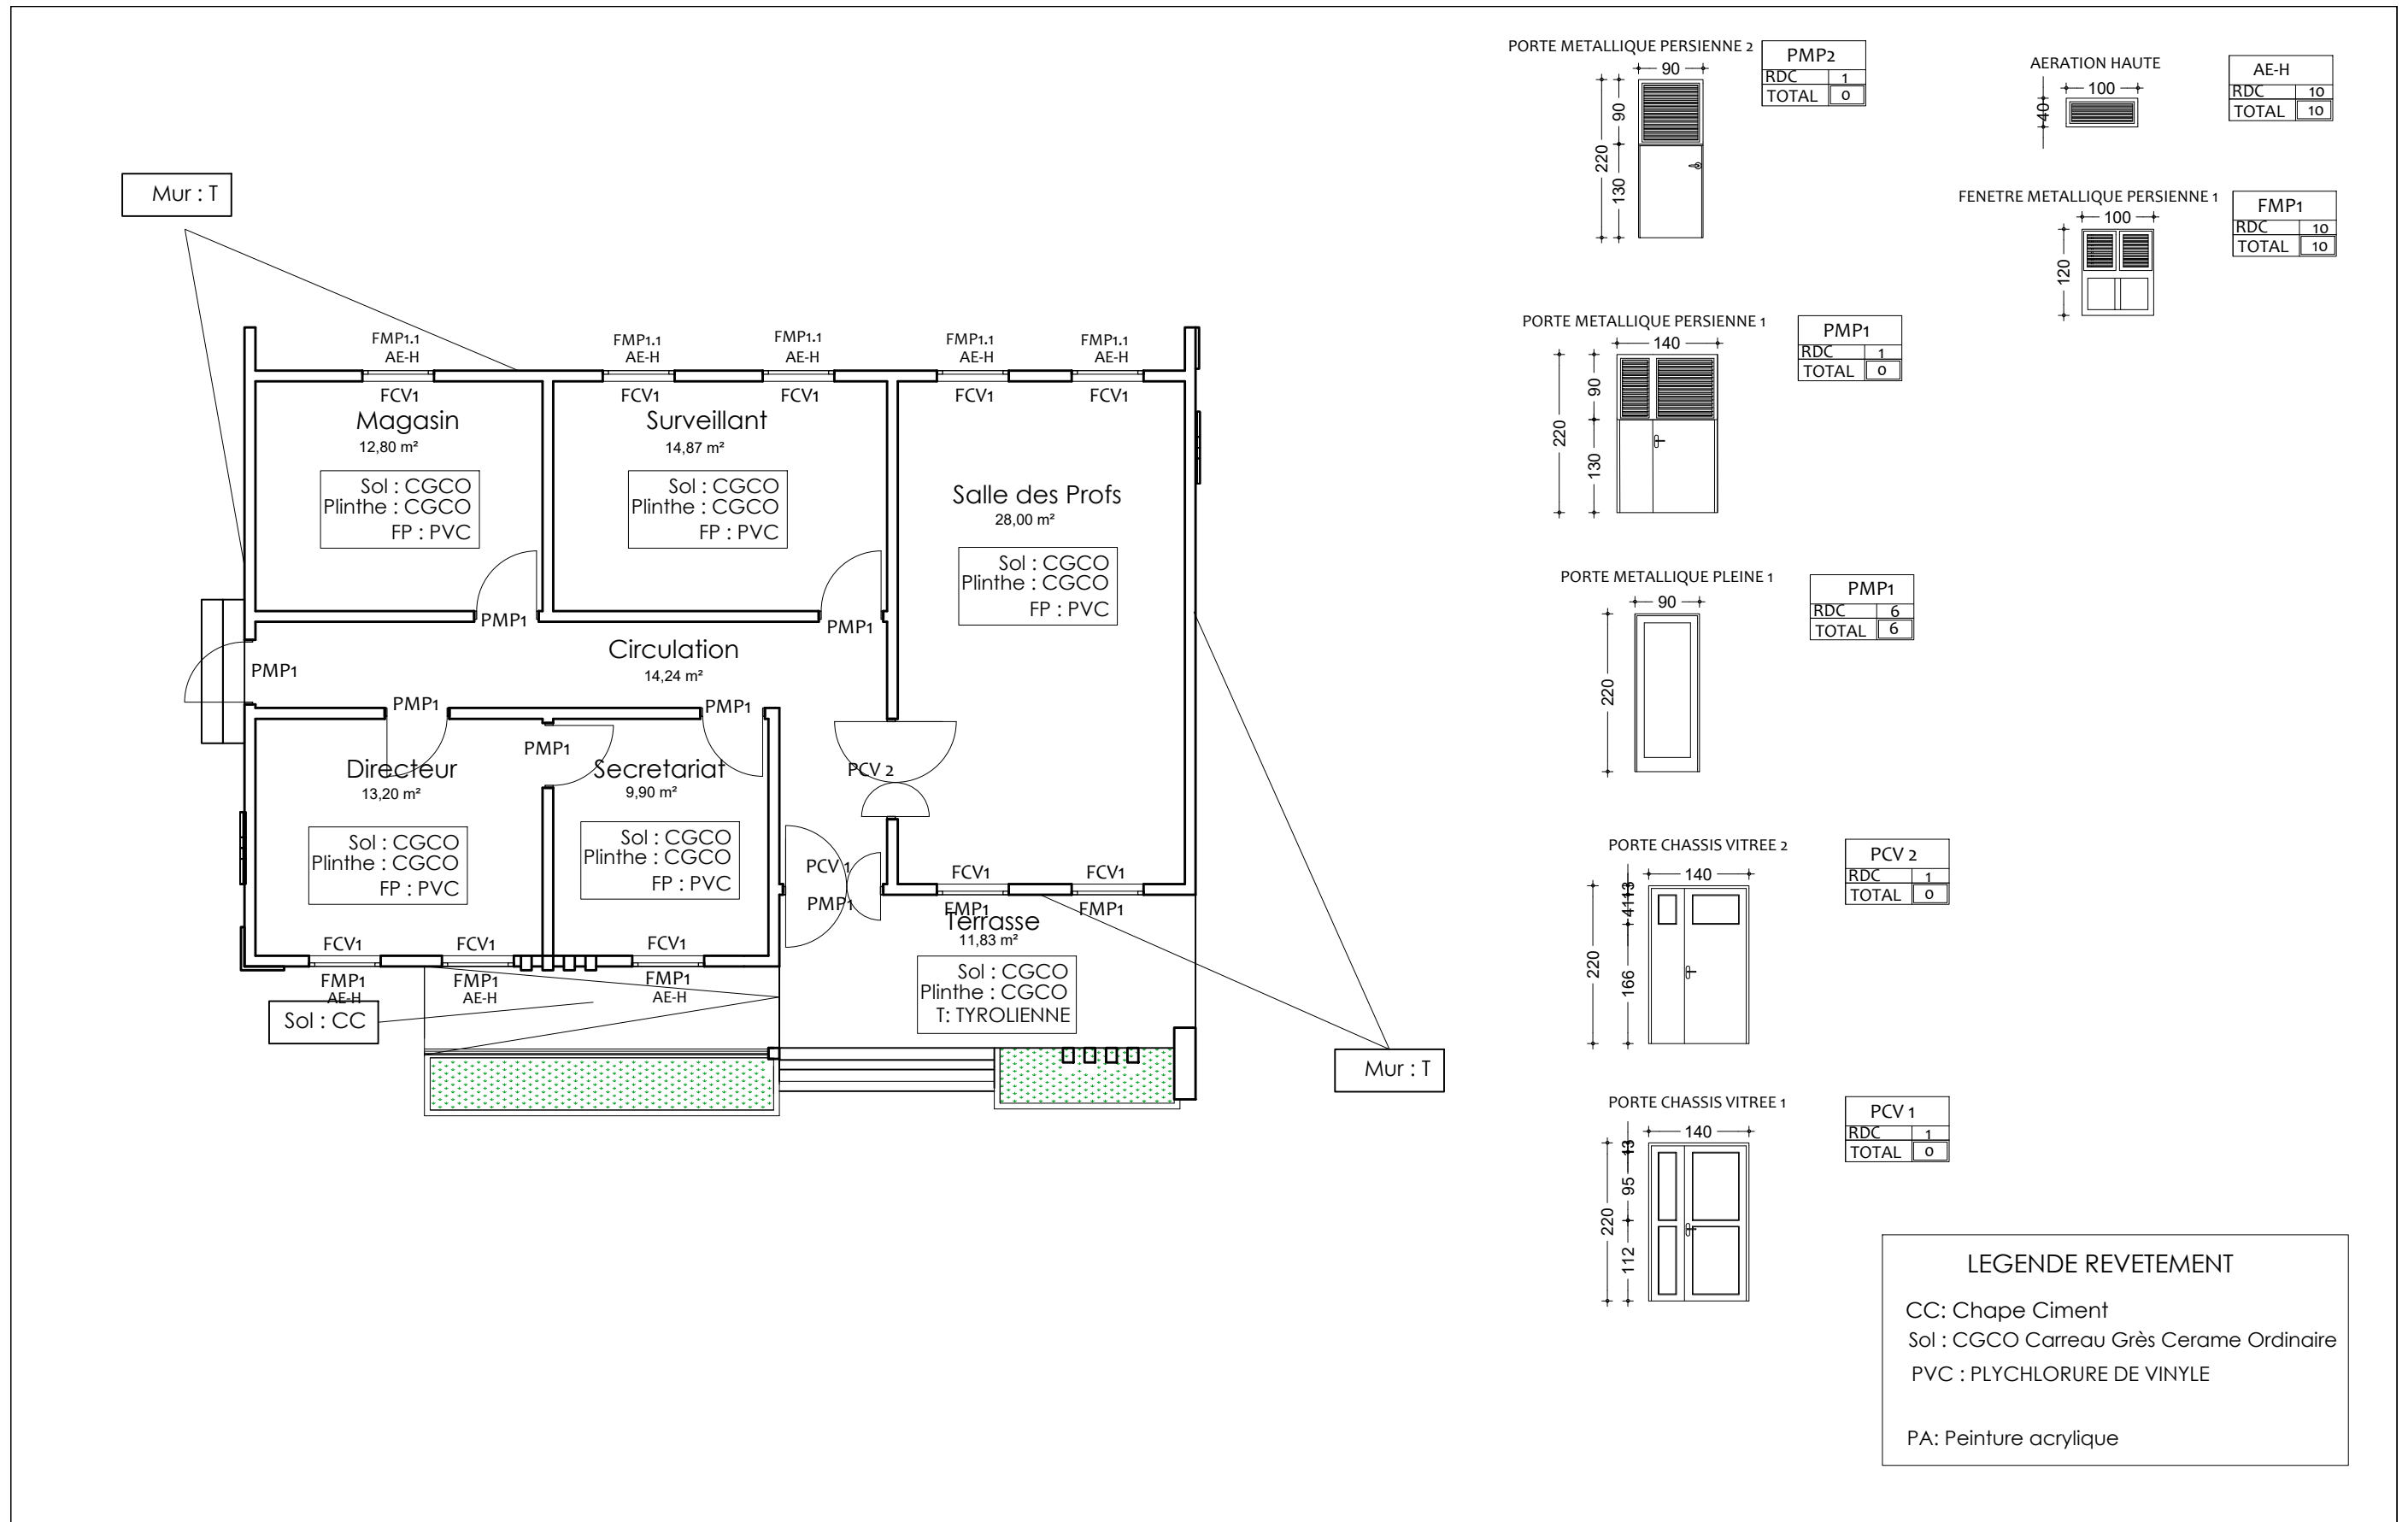 Mur : T
FMP1.1
AE-H
FMP1.1
AE-H
FMP1.1
AE-H
FMP1.1
AE-H
FMP1.1
AE-H
FCV1
FCV1
FCV1
FCV1
FCV1
Magasin
12,80 m²
Sol : CGCO
Plinthe : CGCO
FP : PVC
Surveillant
14,87 m²
Sol : CGCO
Plinthe : CGCO
FP : PVC
Salle des Profs
28,00 m²
Sol : CGCO
Plinthe : CGCO
FP : PVC
PMP1
PMP1
Circulation
14,24 m²
PMP1
PMP1
PMP1
PMP1
Directeur
13,20 m²
Sol : CGCO
Plinthe : CGCO
FP : PVC
Secretariat
9,90 m²
Sol : CGCO
Plinthe : CGCO
FP : PVC
PCV 2
PCV 1
PMP1
FCV1
FCV1
FMP1
FMP1
Terrasse
11,83 m²
Sol : CGCO
Plinthe : CGCO
T: TYROLIENNE
FCV1
FCV1
FCV1
FMP1
AE-H
FMP1
AE-H
FMP1
AE-H
Sol : CC
Mur : T
PORTE METALLIQUE PERSIENNE 2
90
220
90
130
PMP2
RDC 1
TOTAL 0
AERATION HAUTE
100
40
AE-H
RDC 10
TOTAL 10
FENETRE METALLIQUE PERSIENNE 1
100
120
FMP1
RDC 10
TOTAL 10
PORTE METALLIQUE PERSIENNE 1
140
220
90
130
PMP1
RDC 1
TOTAL 0
PORTE METALLIQUE PLEINE 1
90
220
PMP1
RDC 6
TOTAL 6
PORTE CHASSIS VITREE 2
140
220
13
41
166
PCV 2
RDC 1
TOTAL 0
PORTE CHASSIS VITREE 1
140
220
13
95
112
PCV 1
RDC 1
TOTAL 0
LEGENDE REVETEMENT
CC: Chape Ciment
Sol : CGCO Carreau Grès Cerame Ordinaire
PVC : PLYCHLORURE DE VINYLE
PA: Peinture acrylique